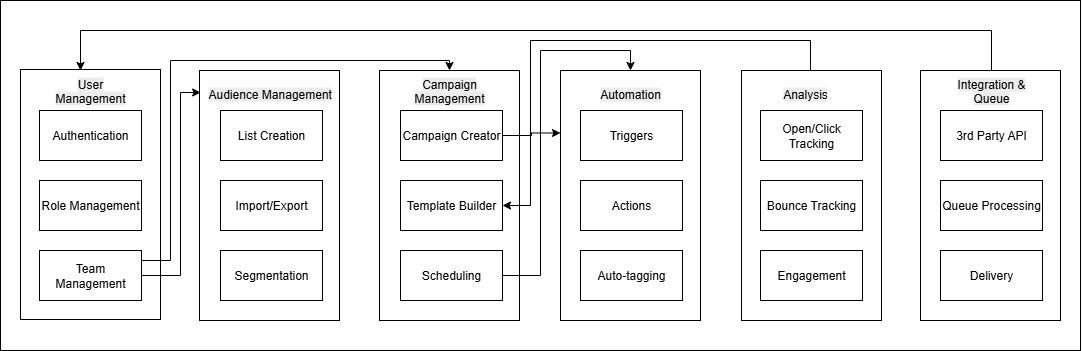 User
Management
Authentication
Role Management
Team
Management
Audience Management
List Creation
Import/Export
Segmentation
Campaign
Management
Campaign Creator
Template Builder
Scheduling
Automation
Triggers
Actions
Auto-tagging
Analysis
Open/Click
Tracking
Bounce Tracking
Engagement
Integration &
Queue
3rd Party API
Queue Processing
Delivery